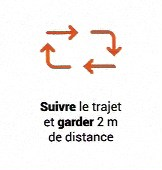 Suivre le trajet
et garder 2 m
de distance